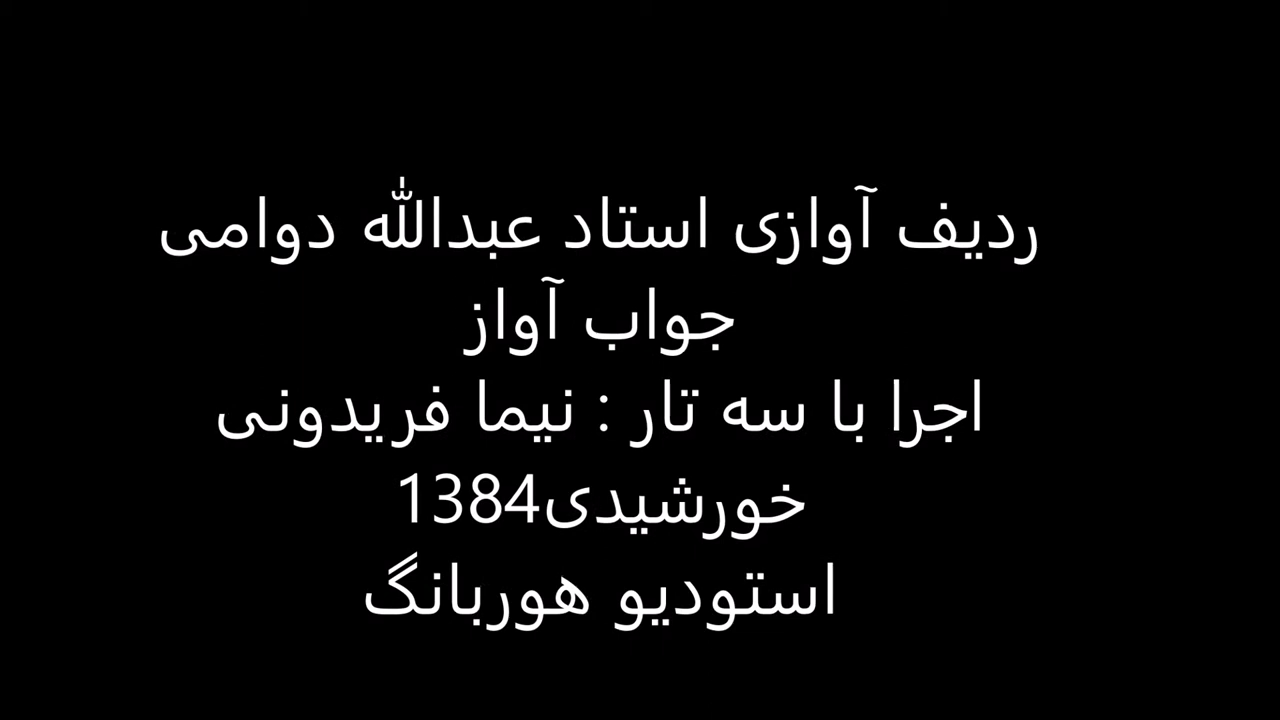 ردیف آوازی استاد عبدالله دوامی
جواب آواز
اجرا با سه تار : نیما فریدونی
خورشیدی1384
استودیو هوربانگ